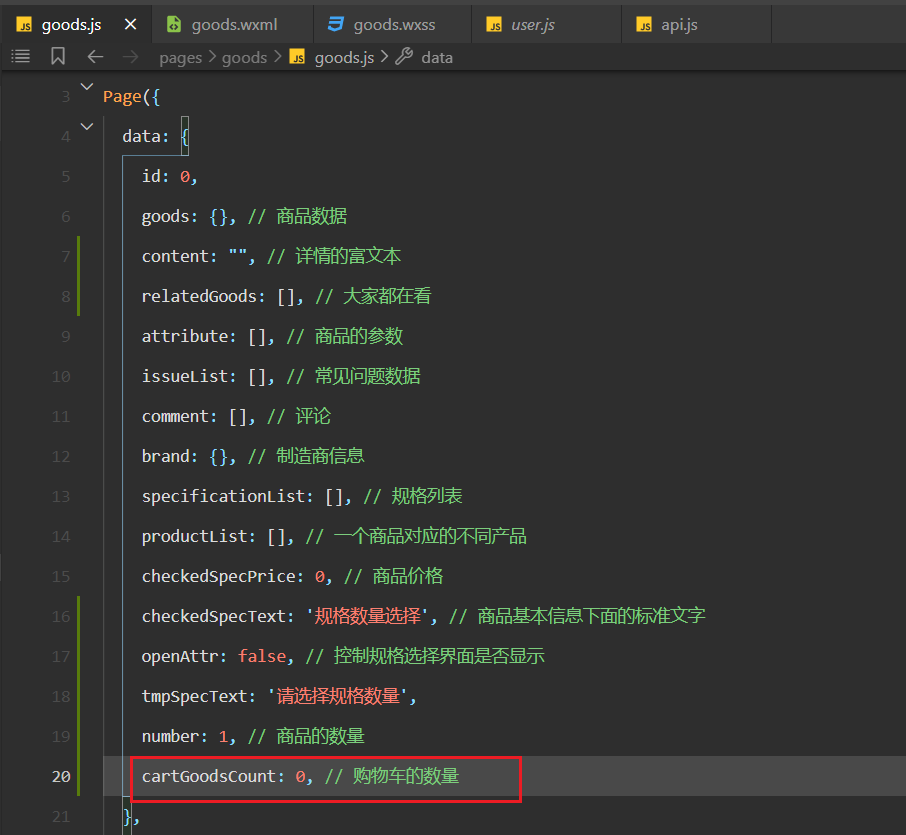 JS goods.js × goods.wxml goods.wxss JS user.js JS api.js
pages > goods > JS goods.js > data
3 Page({
4 data: {
5 id: 0,
6 goods: {}, // 商品数据
7 content: "", // 详情的富文本
8 relatedGoods: [], // 大家都在看
9 attribute: [], // 商品的参数
10 issueList: [], // 常见问题数据
11 comment: [], // 评论
12 brand: {}, // 制造商信息
13 specificationList: [], // 规格列表
14 productList: [], // 一个商品对应的不同产品
15 checkedSpecPrice: 0, // 商品价格
16 checkedSpecText: '规格数量选择', // 商品基本信息下面的标准文字
17 openAttr: false, // 控制规格选择界面是否显示
18 tmpSpecText: '请选择规格数量',
19 number: 1, // 商品的数量
20 cartGoodsCount: 0, // 购物车的数量
21 },